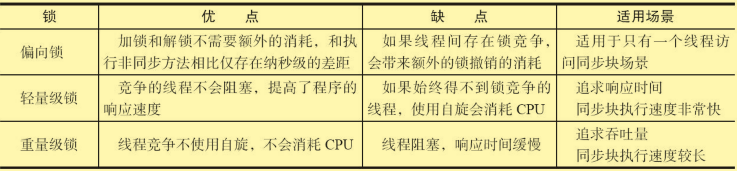 锁 优 点 缺 点 适用场景
偏向锁
加锁和解锁不需要额外的消耗，和执
行非同步方法相比仅存在纳秒级的差距
如果线程间存在锁竞争，
会带来额外的锁撤销的消耗
适用于只有一个线程访
问同步块场景
轻量级锁
竞争的线程不会阻塞，提高了程序的
响应速度
如果始终得不到锁竞争的
线程，使用自旋会消耗 CPU
追求响应时间
同步块执行速度非常快
重量级锁
线程竞争不使用自旋，不会消耗 CPU
线程阻塞，响应时间缓慢
追求吞吐量
同步块执行速度较长